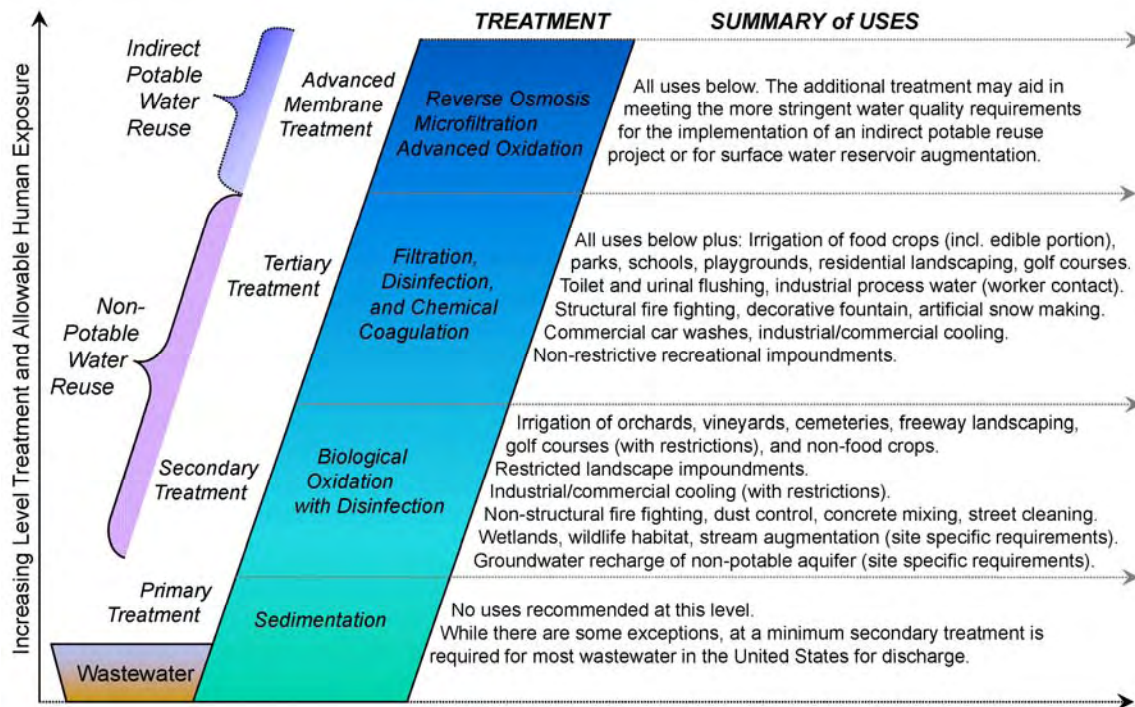 TREATMENT
SUMMARY of USES
Increasing Level Treatment and Allowable Human Exposure
Indirect
Potable
Water
Reuse
Advanced
Membrane
Treatment
Reverse Osmosis
Microfiltration
Advanced Oxidation
All uses below. The additional treatment may aid in
meeting the more stringent water quality requirements
for the implementation of an indirect potable reuse
project or for surface water reservoir augmentation.
Non-
Potable
Water
Reuse
Tertiary
Treatment
Filtration,
Disinfection,
and Chemical
Coagulation
All uses below plus: Irrigation of food crops (incl. edible portion),
parks, schools, playgrounds, residential landscaping, golf courses.
Toilet and urinal flushing, industrial process water (worker contact).
Structural fire fighting, decorative fountain, artificial snow making.
Commercial car washes, industrial/commercial cooling.
Non-restrictive recreational impoundments.
Secondary
Treatment
Biological
Oxidation
with Disinfection
Irrigation of orchards, vineyards, cemeteries, freeway landscaping,
golf courses (with restrictions), and non-food crops.
Restricted landscape impoundments.
Industrial/commercial cooling (with restrictions).
Non-structural fire fighting, dust control, concrete mixing, street cleaning.
Wetlands, wildlife habitat, stream augmentation (site specific requirements).
Groundwater recharge of non-potable aquifer (site specific requirements).
Primary
Treatment
Sedimentation
No uses recommended at this level.
While there are some exceptions, at a minimum secondary treatment is
required for most wastewater in the United States for discharge.
Wastewater